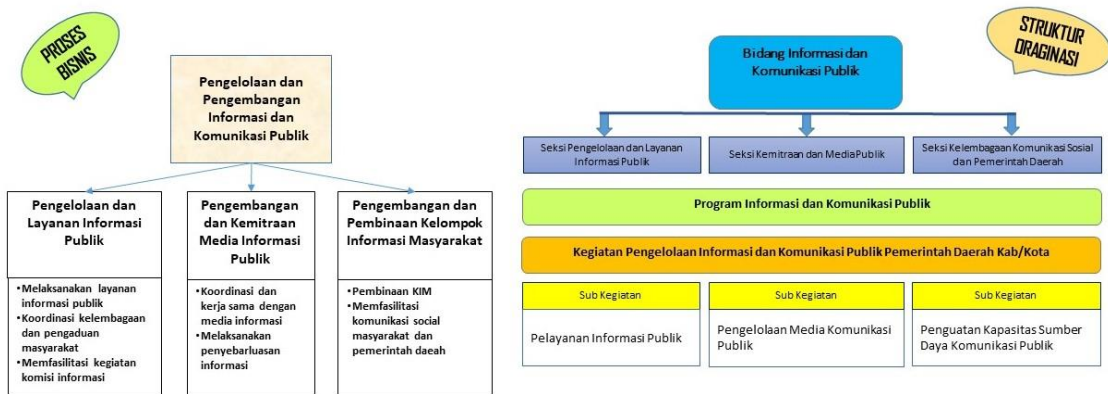 PROSES
BISNIS
Pengelolaan dan
Pengembangan
Informasi dan
Komunikasi Publik
Pengelolaan dan
Layanan Informasi
Publik
•Melaksanakan layanan
informasi publik
•Koordinasi kelembagaan
dan pengaduan
masyarakat
•Memfasilitasi kegiatan
komisi informasi
Pengembangan
dan Kemitraan
Media Informasi
Publik
•Koordinasi dan
kerja sama dengan
media informasi
•Melaksanakan
penyebarluasan
informasi
Pengembangan dan
Pembinaan Kelompok
Informasi Masyarakat
•Pembinaan KIM
•Memfasilitasi
komunikasi social
masyarakat dan
pemerintah daeah
STRUKTUR
ORAGINASI
Bidang Informasi dan
Komunikasi Publik
Seksi Pengelolaan dan Layanan
Informasi Publik
Seksi Kemitraan dan Media Publik
Seksi Kelembagaan Komunikasi Sosial
dan Pemerintah Daerah
Program Informasi dan Komunikasi Publik
Kegiatan Pengelolaan Informasi dan Komunikasi Publik Pemerintah Daerah Kab/Kota
Sub Kegiatan
Pelayanan Informasi Publik
Sub Kegiatan
Pengelolaan Media Komunikasi
Publik
Sub Kegiatan
Penguatan Kapasitas Sumber
Daya Komunikasi Publik